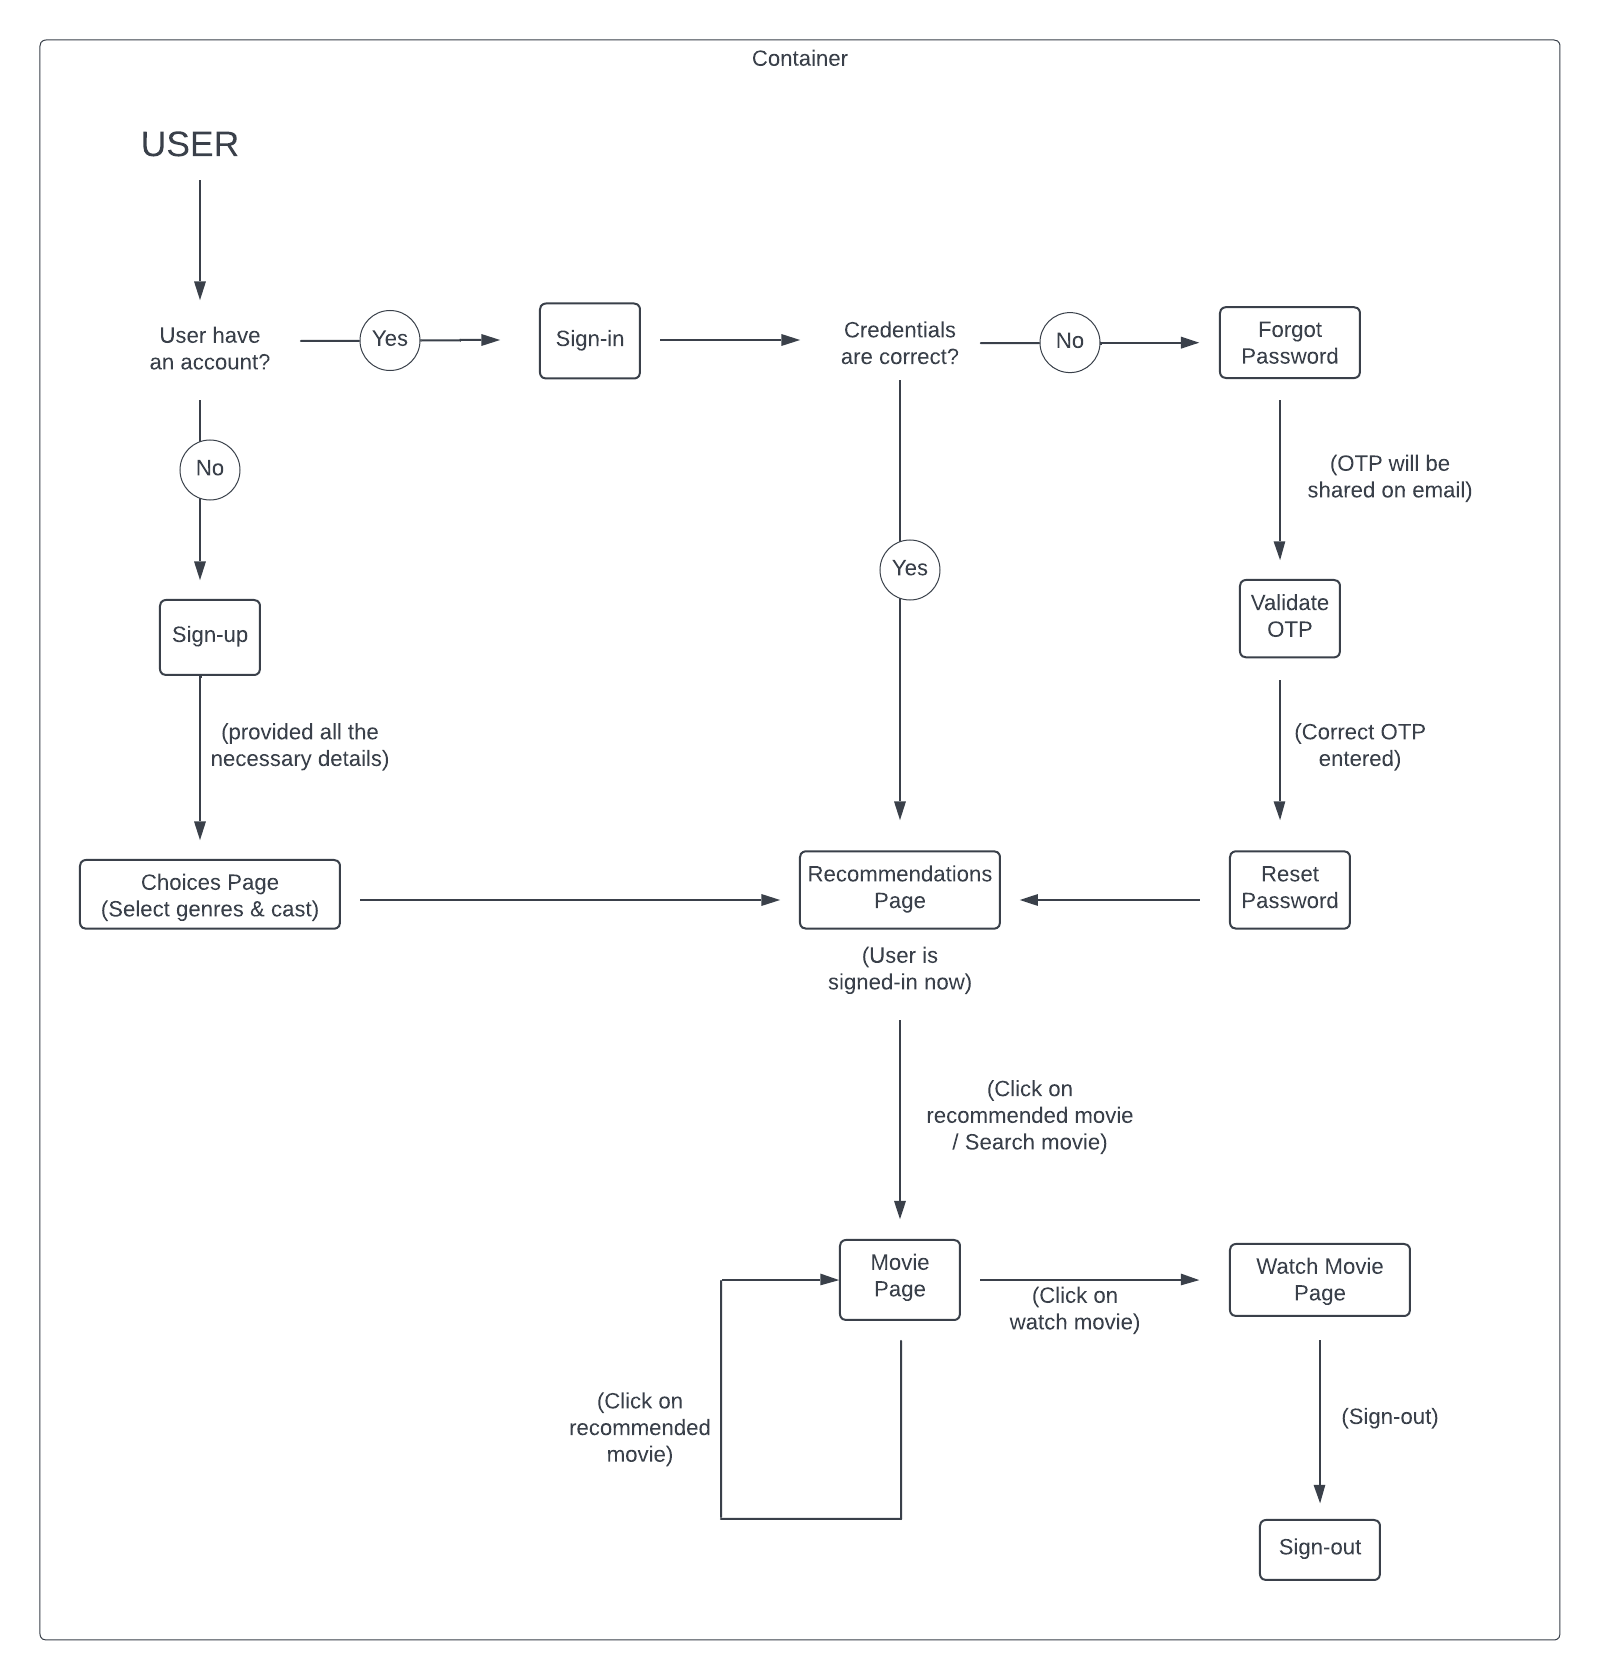 Container
USER
User have
an account?
Yes
Sign-in
Credentials
are correct?
No
Forgot
Password
No
(OTP will be
shared on email)
Yes
Validate
OTP
Sign-up
(provided all the
necessary details)
(Correct OTP
entered)
Choices Page
(Select genres & cast)
Recommendations
Page
Reset
Password
(User is
signed-in now)
(Click on
recommended movie
/ Search movie)
Movie
Page
(Click on
watch movie)
Watch Movie
Page
(Click on
recommended
movie)
(Sign-out)
Sign-out